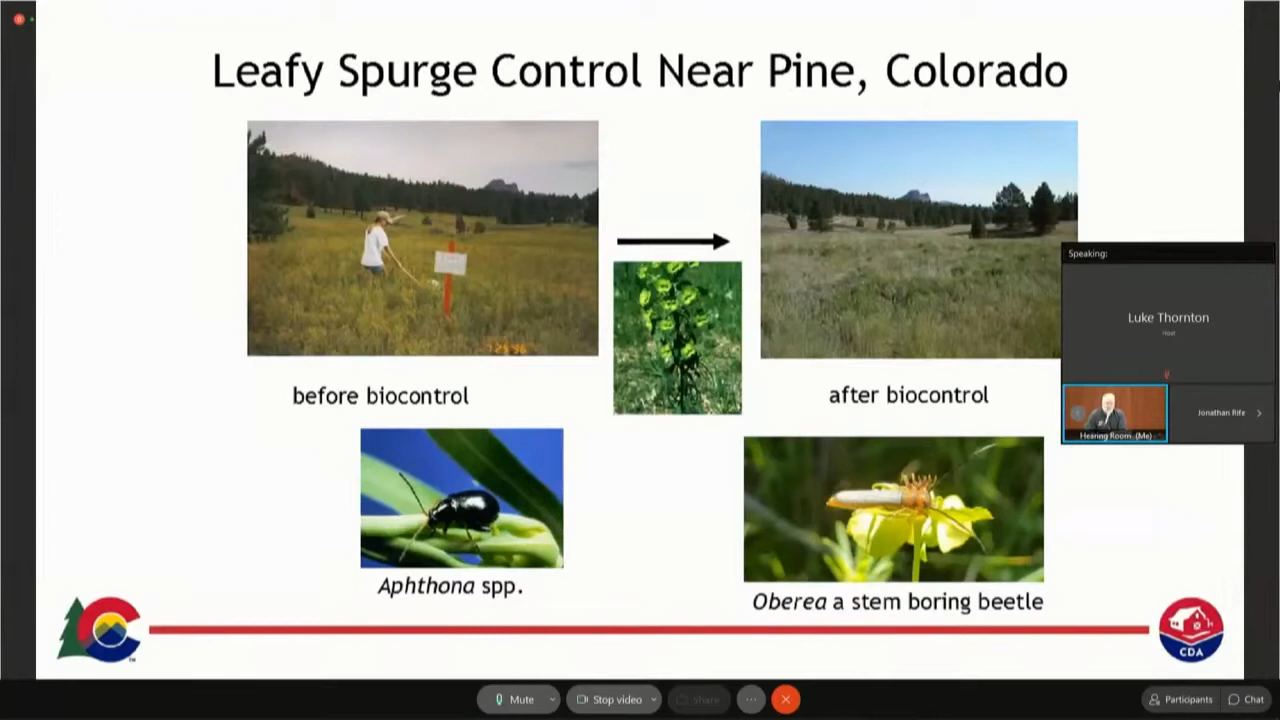 Leafy Spurge Control Near Pine, Colorado
Speaking:
Luke Thornton
Host
before biocontrol
after biocontrol
Hearing Room (Me)
Jonathan Rife
Aphthona spp.
Oberea a stem boring beetle
CDA
Mute
Stop video
Share
Participants
Chat